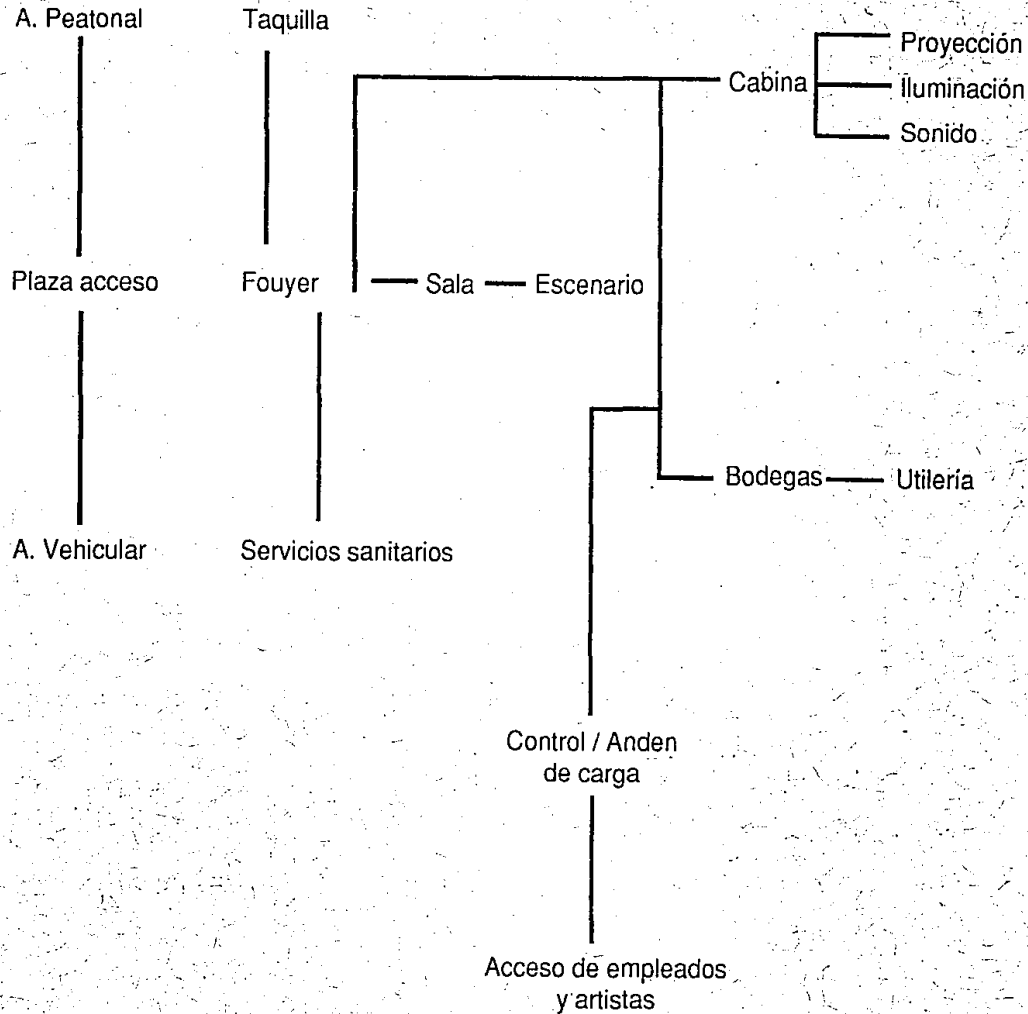 A. Peatonal
Taquilla
Proyección
Cabina
Iluminación
Sonido
Plaza acceso
Fouyer
Sala
Escenario
Bodegas
Utilería
A. Vehicular
Servicios sanitarios
Control / Anden
de carga
Acceso de empleados
y artistas